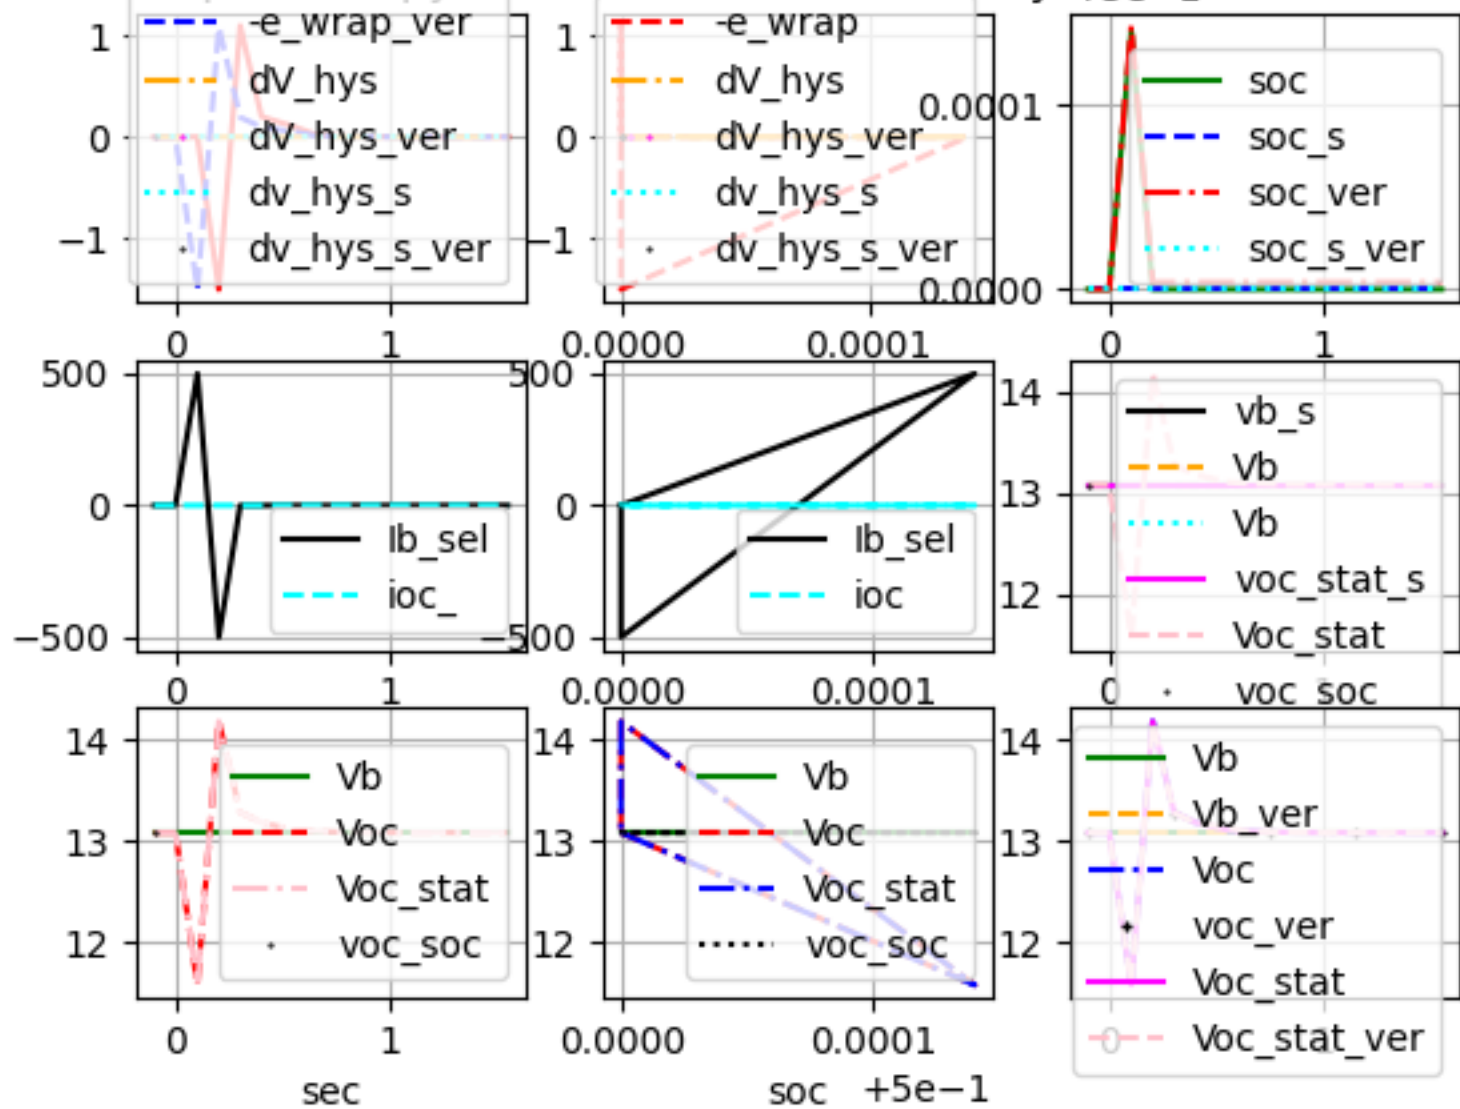 -e_wrap_ver
dV_hys
dV_hys_ver
dv_hys_s
dv_hys_s_ver
1
0
−1
0
1
-e_wrap
dV_hys
dV_hys_ver
dv_hys_s
dv_hys_s_ver
1
0
−1
0.0000
0.0001
soc
soc_s
soc_ver
soc_s_ver
0.0001
0.0000
0
1
500
0
−500
Ib_sel
ioc_
0
1
500
0
−500
Ib_sel
ioc
0.0000
0.0001
14
13
12
vb_s
Vb
Vb
voc_stat_s
Voc_stat
voc_soc
0
14
13
12
Vb
Voc
Voc_stat
voc_soc
0
1
sec
14
13
12
Vb
Voc
Voc_stat
voc_soc
0.0000
0.0001
soc
+5e−1
14
13
12
Vb
Vb_ver
Voc
voc_ver
Voc_stat
Voc_stat_ver
0